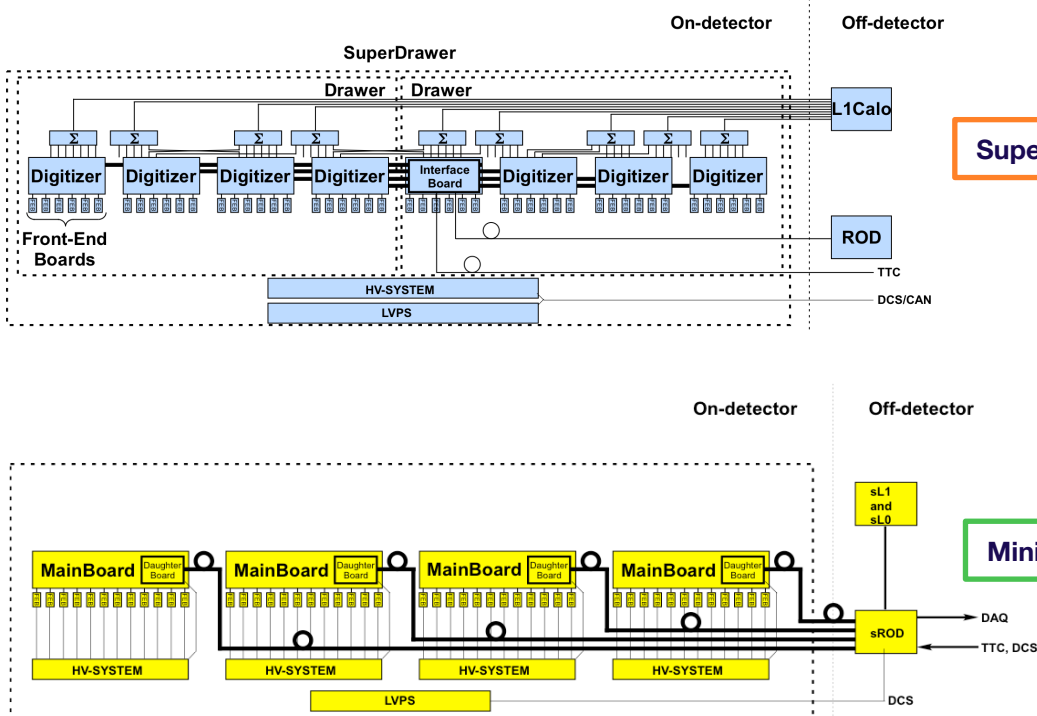 On-detector
Off-detector
SuperDrawer
Drawer
Drawer
L1Calo
Σ Σ Σ Σ Σ Σ Σ Σ Σ
Digitizer
Digitizer
Digitizer
Digitizer
Interface
Board
Digitizer
Digitizer
Digitizer
Front-End
Boards
ROD
TTC
HV-SYSTEM
DCS/CAN
LVPS
Supe
On-detector
Off-detector
sL1
and
sL0
MainBoard
Daughter
Board
MainBoard
Daughter
Board
MainBoard
Daughter
Board
MainBoard
Daughter
Board
Mini
DAQ
sROD
TTC, DCS
HV-SYSTEM
HV-SYSTEM
HV-SYSTEM
HV-SYSTEM
LVPS
DCS